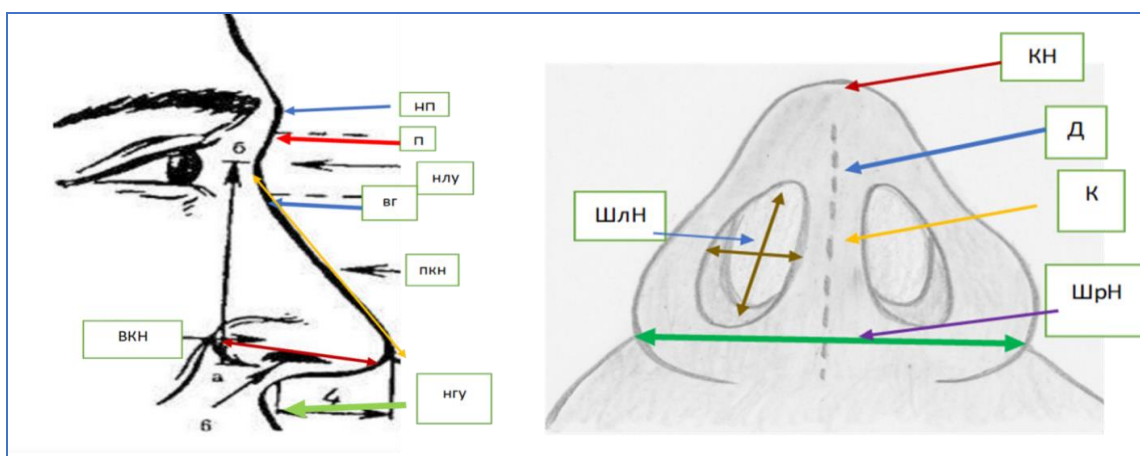 нп
п
б
нлу
вг
пкн
ВКН
а
4
нгу
в
КН
Д
К
ШлН
ШрН